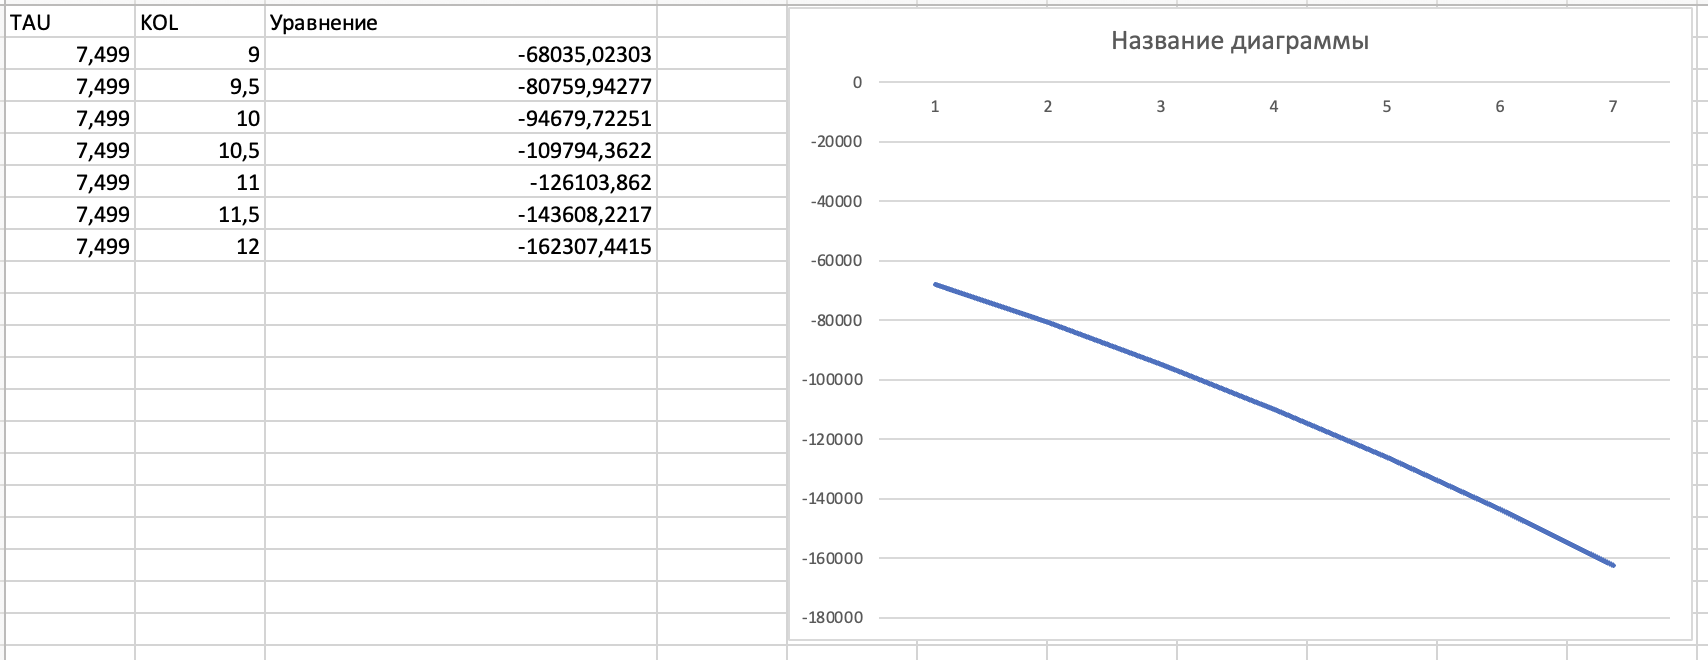 TAU KOL Уравнение
7,499 9 -68035,02303
7,499 9,5 -80759,94277
7,499 10 -94679,72251
7,499 10,5 -109794,3622
7,499 11 -126103,862
7,499 11,5 -143608,2217
7,499 12 -162307,4415
Название диаграммы
0
1 2 3 4 5 6 7
-20000
-40000
-60000
-80000
-100000
-120000
-140000
-160000
-180000